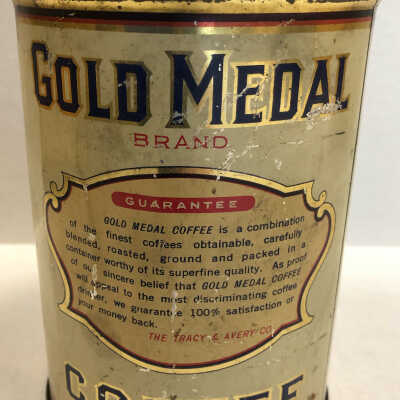 GOLD MEDAL
BRAND
GUARANTEE
GOLD MEDAL COFFEE is a combination
of the finest coffees obtainable, carefully
blended, roasted, ground and packed in a
container worthy of its superfine quality. As proof
of our sincere belief that GOLD MEDAL COFFEE
will appeal to the most discriminating coffee
drinker, we guarantee 100% satisfaction or
your money back.
THE TRACY & AVERY CO.
COFFEE